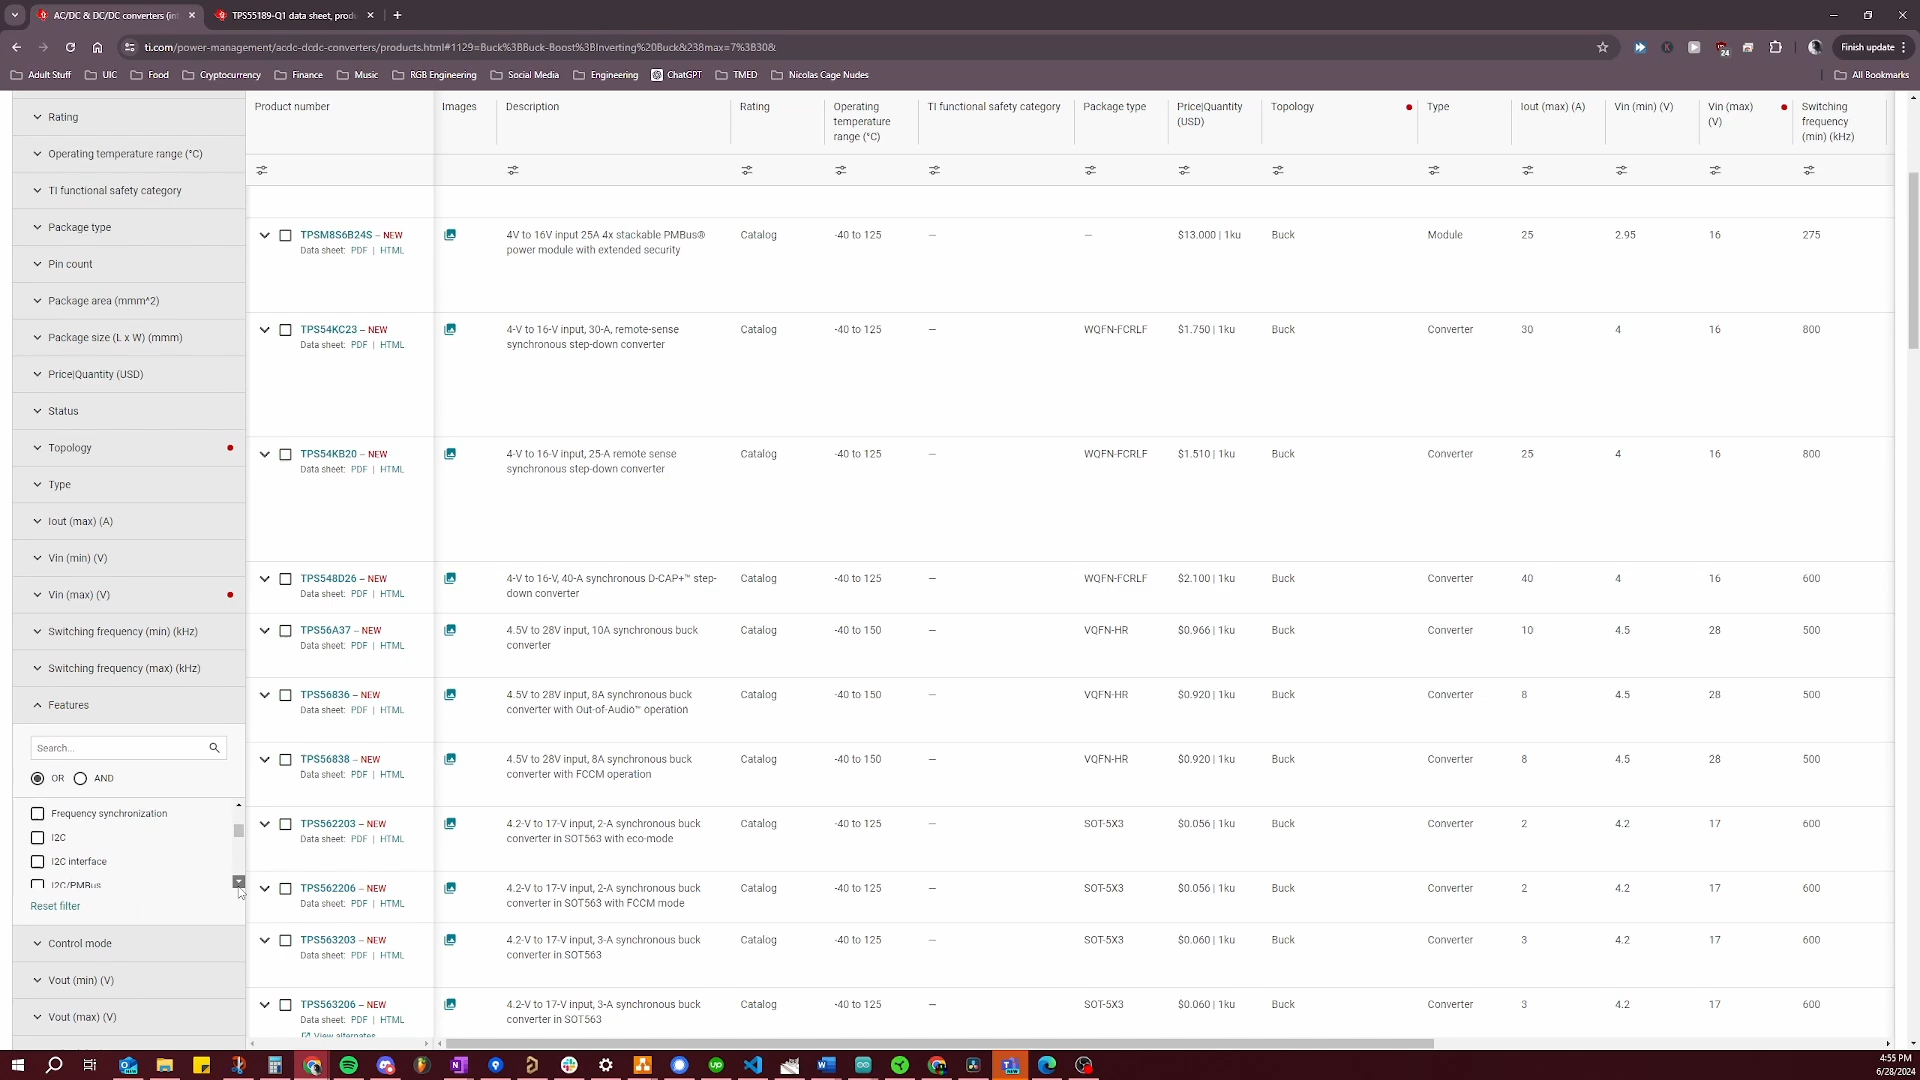 AC/DC & DC/DC converters (int
TPS55189-Q1 data sheet, produ
ti.com/power-management/acdc-dcdc-converters/products.html#1129=Buck%3BBuck-Boost%3BInverting%20Buck&238max=7%3B30&
24
Finish update
Adult Stuff
UIC
Food
Cryptocurrency
Finance
Music
RGB Engineering
Social Media
Engineering
ChatGPT
TMED
Nicolas Cage Nudes
All Bookmarks
Rating
Operating temperature range (°C)
TI functional safety category
Package type
Pin count
Package area (mmm^2)
Package size (L x W) (mmm)
Price|Quantity (USD)
Status
Topology
Type
Iout (max) (A)
Vin (min) (V)
Vin (max) (V)
Switching frequency (min) (kHz)
Switching frequency (max) (kHz)
Features
Search...
OR AND
Frequency synchronization
I2C
I2C interface
I2C/PMBus
Reset filter
Control mode
Vout (min) (V)
Vout (max) (V)
Product number
Images
Description
Rating
Operating
temperature
range (°C)
TI functional safety category
Package type
Price|Quantity
(USD)
Topology
Type
Iout (max) (A)
Vin (min) (V)
Vin (max)
(V)
Switching
frequency
(min) (kHz)
TPSM8S6B24S – NEW 4V to 16V input 25A 4x stackable PMBus® Catalog -40 to 125 — — $13.000 | 1ku Buck Module 25 2.95 16 275
Data sheet: PDF | HTML power module with extended security
TPS54KC23 – NEW 4-V to 16-V input, 30-A, remote-sense Catalog -40 to 125 — WQFN-FCRLF $1.750 | 1ku Buck Converter 30 4 16 800
Data sheet: PDF | HTML synchronous step-down converter
TPS54KB20 – NEW 4-V to 16-V input, 25-A remote sense Catalog -40 to 125 — WQFN-FCRLF $1.510 | 1ku Buck Converter 25 4 16 800
Data sheet: PDF | HTML synchronous step-down converter
TPS548D26 – NEW 4-V to 16-V, 40-A synchronous D-CAP+™ step- Catalog -40 to 125 — WQFN-FCRLF $2.100 | 1ku Buck Converter 40 4 16 600
Data sheet: PDF | HTML down converter
TPS56A37 – NEW 4.5V to 28V input, 10A synchronous buck Catalog -40 to 150 — VQFN-HR $0.966 | 1ku Buck Converter 10 4.5 28 500
Data sheet: PDF | HTML converter
TPS56836 – NEW 4.5V to 28V input, 8A synchronous buck Catalog -40 to 150 — VQFN-HR $0.920 | 1ku Buck Converter 8 4.5 28 500
Data sheet: PDF | HTML converter with Out-of-Audio™ operation
TPS56838 – NEW 4.5V to 28V input, 8A synchronous buck Catalog -40 to 150 — VQFN-HR $0.920 | 1ku Buck Converter 8 4.5 28 500
Data sheet: PDF | HTML converter with FCCM operation
TPS562203 – NEW 4.2-V to 17-V input, 2-A synchronous buck Catalog -40 to 125 — SOT-5X3 $0.056 | 1ku Buck Converter 2 4.2 17 600
Data sheet: PDF | HTML converter in SOT563 with eco-mode
TPS562206 – NEW 4.2-V to 17-V input, 2-A synchronous buck Catalog -40 to 125 — SOT-5X3 $0.056 | 1ku Buck Converter 2 4.2 17 600
Data sheet: PDF | HTML converter in SOT563 with FCCM mode
TPS563203 – NEW 4.2-V to 17-V input, 3-A synchronous buck Catalog -40 to 125 — SOT-5X3 $0.060 | 1ku Buck Converter 3 4.2 17 600
Data sheet: PDF | HTML converter in SOT563
TPS563206 – NEW 4.2-V to 17-V input, 3-A synchronous buck Catalog -40 to 125 — SOT-5X3 $0.060 | 1ku Buck Converter 3 4.2 17 600
Data sheet: PDF | HTML converter in SOT563
View alternates
4:55 PM
6/28/2024